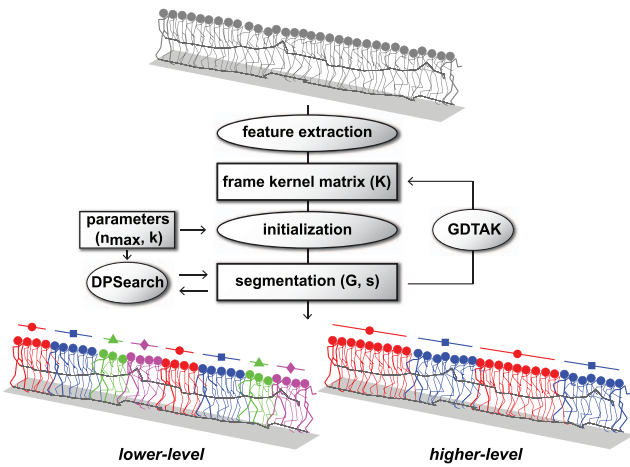 feature extraction
frame kernel matrix (K)
parameters
(nmax, k)
initialization
GDTAK
DPSearch
segmentation (G, s)
lower-level
higher-level